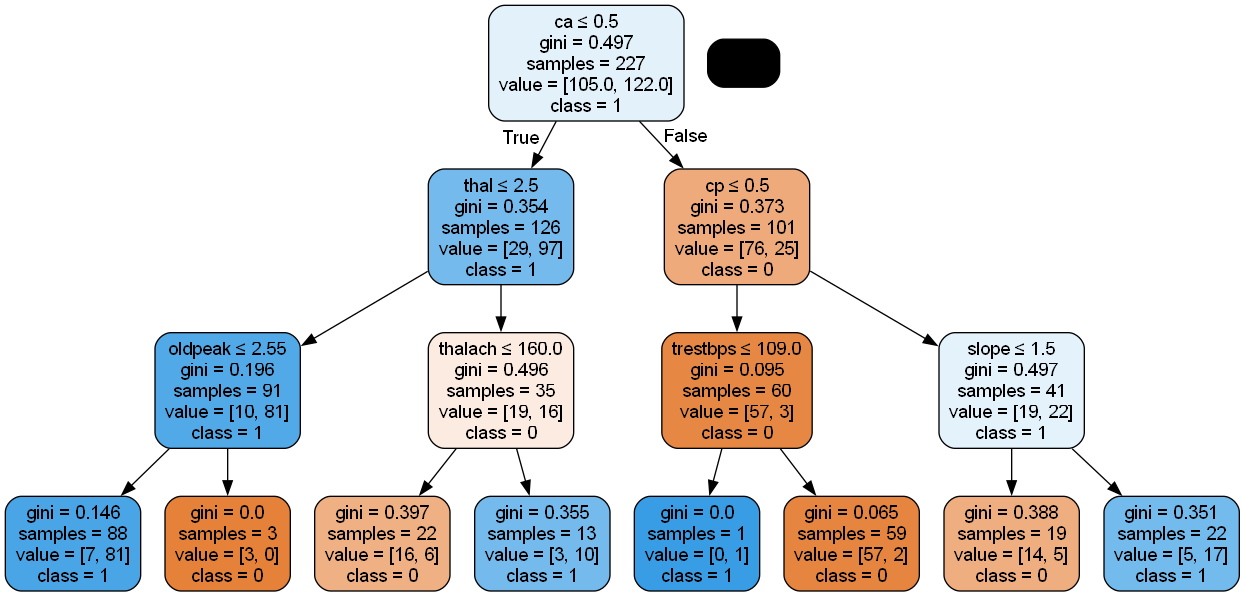 ca ≤ 0.5
gini = 0.497
samples = 227
value = [105.0, 122.0]
class = 1
True
False
thal ≤ 2.5
gini = 0.354
samples = 126
value = [29, 97]
class = 1
cp ≤ 0.5
gini = 0.373
samples = 101
value = [76, 25]
class = 0
oldpeak ≤ 2.55
gini = 0.196
samples = 91
value = [10, 81]
class = 1
thalach ≤ 160.0
gini = 0.496
samples = 35
value = [19, 16]
class = 0
trestbps ≤ 109.0
gini = 0.095
samples = 60
value = [57, 3]
class = 0
slope ≤ 1.5
gini = 0.497
samples = 41
value = [19, 22]
class = 1
gini = 0.146
samples = 88
value = [7, 81]
class = 1
gini = 0.0
samples = 3
value = [3, 0]
class = 0
gini = 0.397
samples = 22
value = [16, 6]
class = 0
gini = 0.355
samples = 13
value = [3, 10]
class = 1
gini = 0.0
samples = 1
value = [0, 1]
class = 1
gini = 0.065
samples = 59
value = [57, 2]
class = 0
gini = 0.388
samples = 19
value = [14, 5]
class = 0
gini = 0.351
samples = 22
value = [5, 17]
class = 1